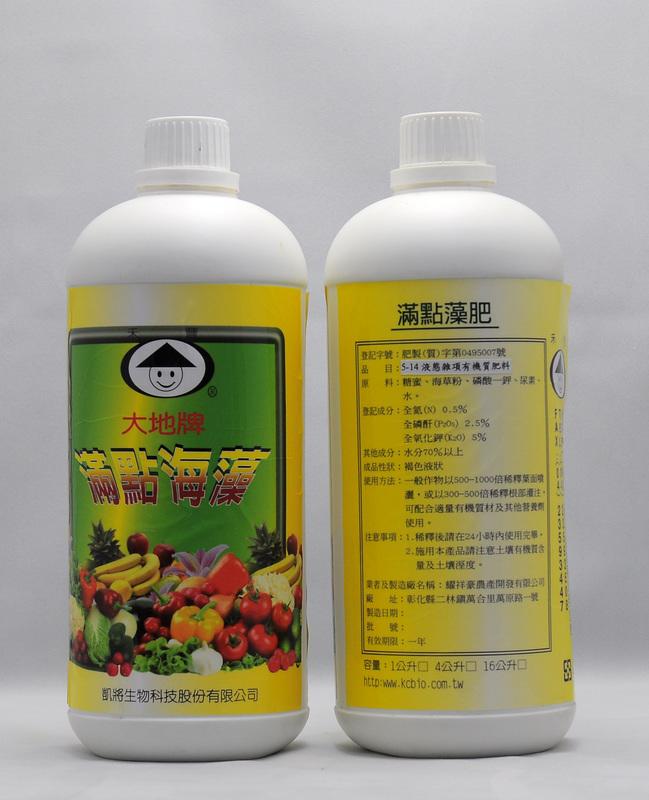 天 豐
®
大地牌
滿點海藻
凱將生物科技股份有限公司
滿點藻肥
登記字號：肥製(質)字第0495007號
品　　目：5-14 液態雜項有機質肥料
原　　料：糖蜜、海草粉、磷酸一鉀、尿素、
水。
登記成分：全氮(N) 0.5%
全磷酐(P₂O₅) 2.5%
全氧化鉀(K₂O) 5%
其他成分：水分70%以上
成品性狀：褐色液狀
使用方法：一般作物以500-1000倍稀釋葉面噴
灑，或以300-500倍稀釋根部灌注。
可配合適量有機質材及其他營養劑
使用。
注意事項：1.稀釋後請在24小時內使用完畢。
2.施用本產品請注意土壤有機質含
量及土壤溼度。
業者及製造廠名稱：耀祥豪農產開發有限公司
廠　　址：彰化縣二林鎮萬合里萬原路一號
製造日期：
批　　號：
有效期限：一年
容量：1公升□ 4公升□ 16公升□
http:www.kcbio.com.tw